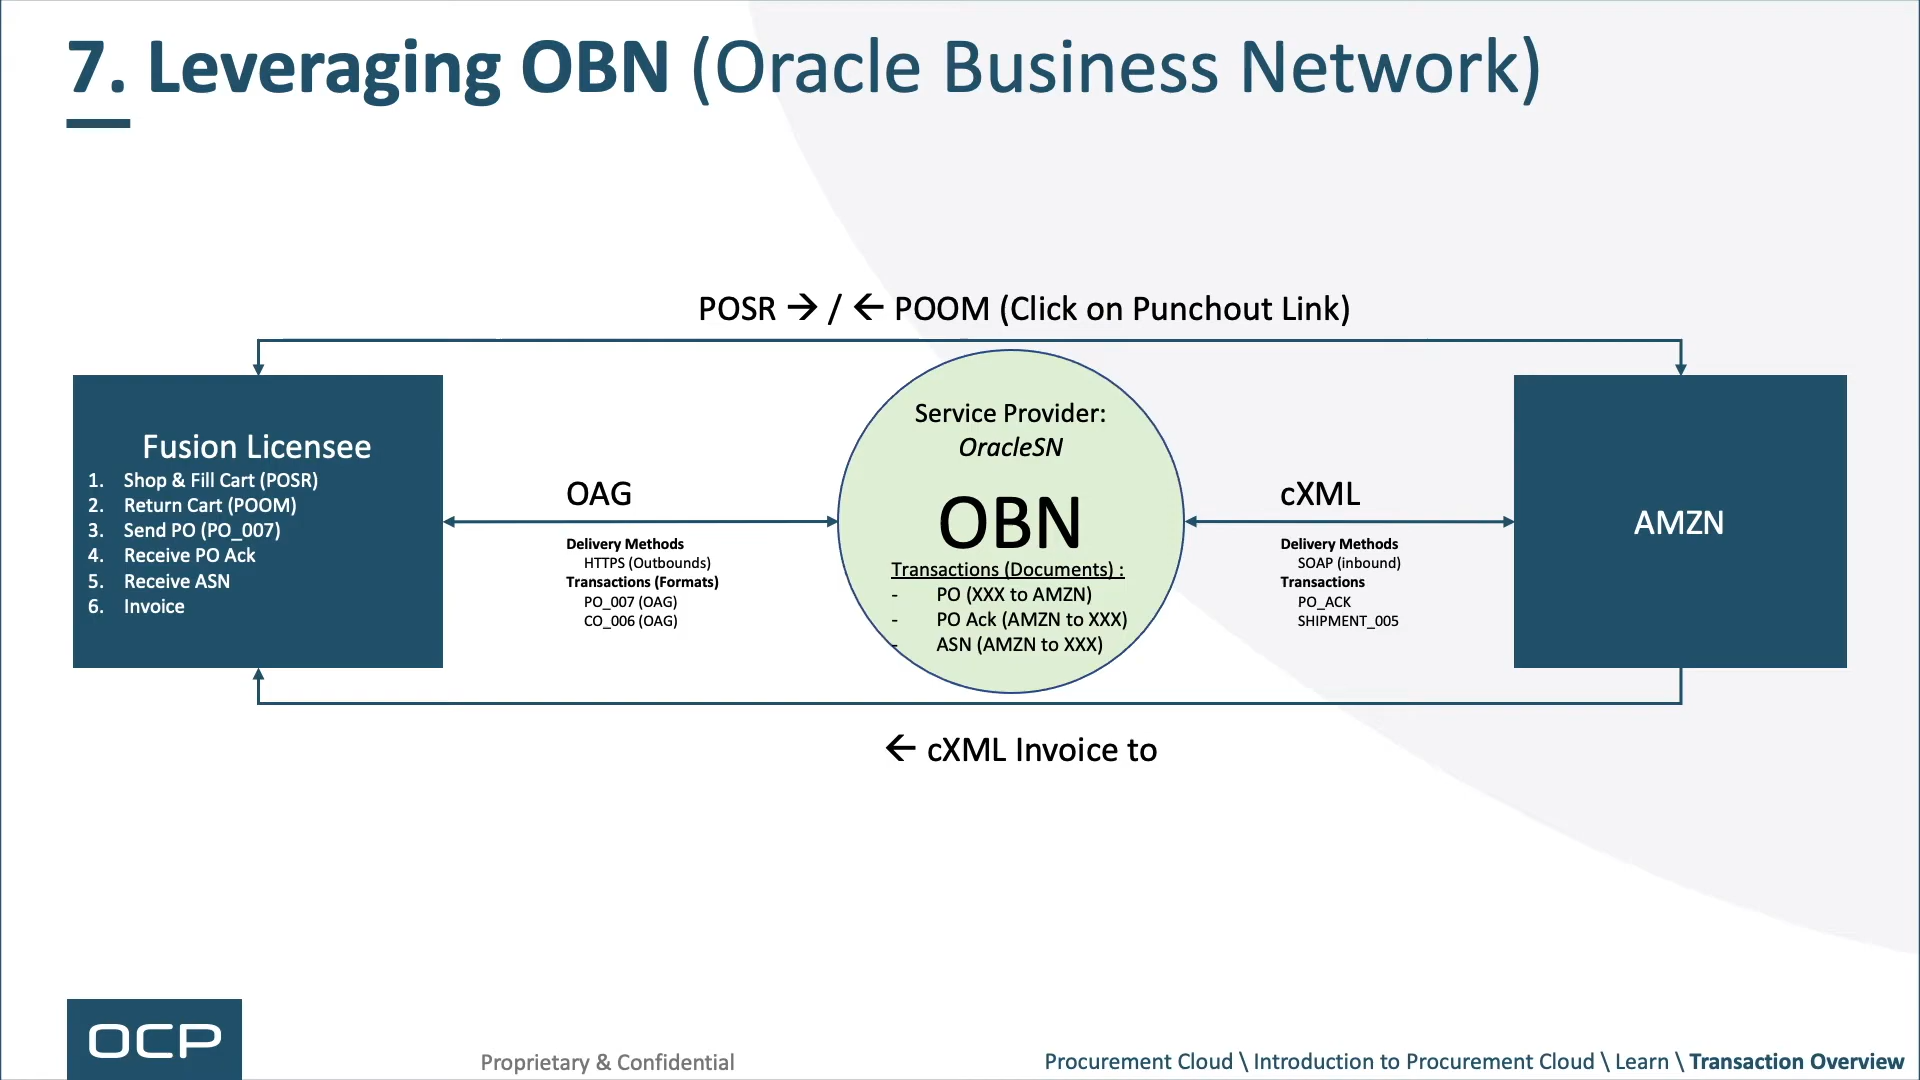 7. Leveraging OBN (Oracle Business Network)
POSR → / ← POOM (Click on Punchout Link)
Fusion Licensee
1. Shop & Fill Cart (POSR)
2. Return Cart (POOM)
3. Send PO (PO_007)
4. Receive PO Ack
5. Receive ASN
6. Invoice
OAG
Delivery Methods
HTTPS (Outbounds)
Transactions (Formats)
PO_007 (OAG)
CO_006 (OAG)
Service Provider:
OracleSN
OBN
Transactions (Documents) :
- PO (XXX to AMZN)
- PO Ack (AMZN to XXX)
- ASN (AMZN to XXX)
cXML
Delivery Methods
SOAP (inbound)
Transactions
PO_ACK
SHIPMENT_005
AMZN
← cXML Invoice to
OCP
Proprietary & Confidential
Procurement Cloud \ Introduction to Procurement Cloud \ Learn \ Transaction Overview